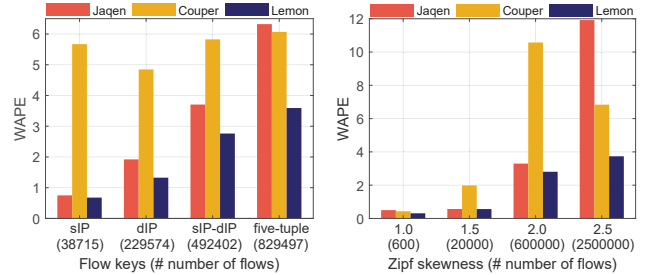 Jaqen Couper Lemon
6
5
4
3
2
1
0
WAPE
sIP dIP sIP-dIP five-tuple
(38715) (229574) (492402) (829497)
Flow keys (# number of flows)
Jaqen Couper Lemon
12
10
8
6
4
2
0
WAPE
1.0 1.5 2.0 2.5
(600) (20000) (600000) (2500000)
Zipf skewness (# number of flows)